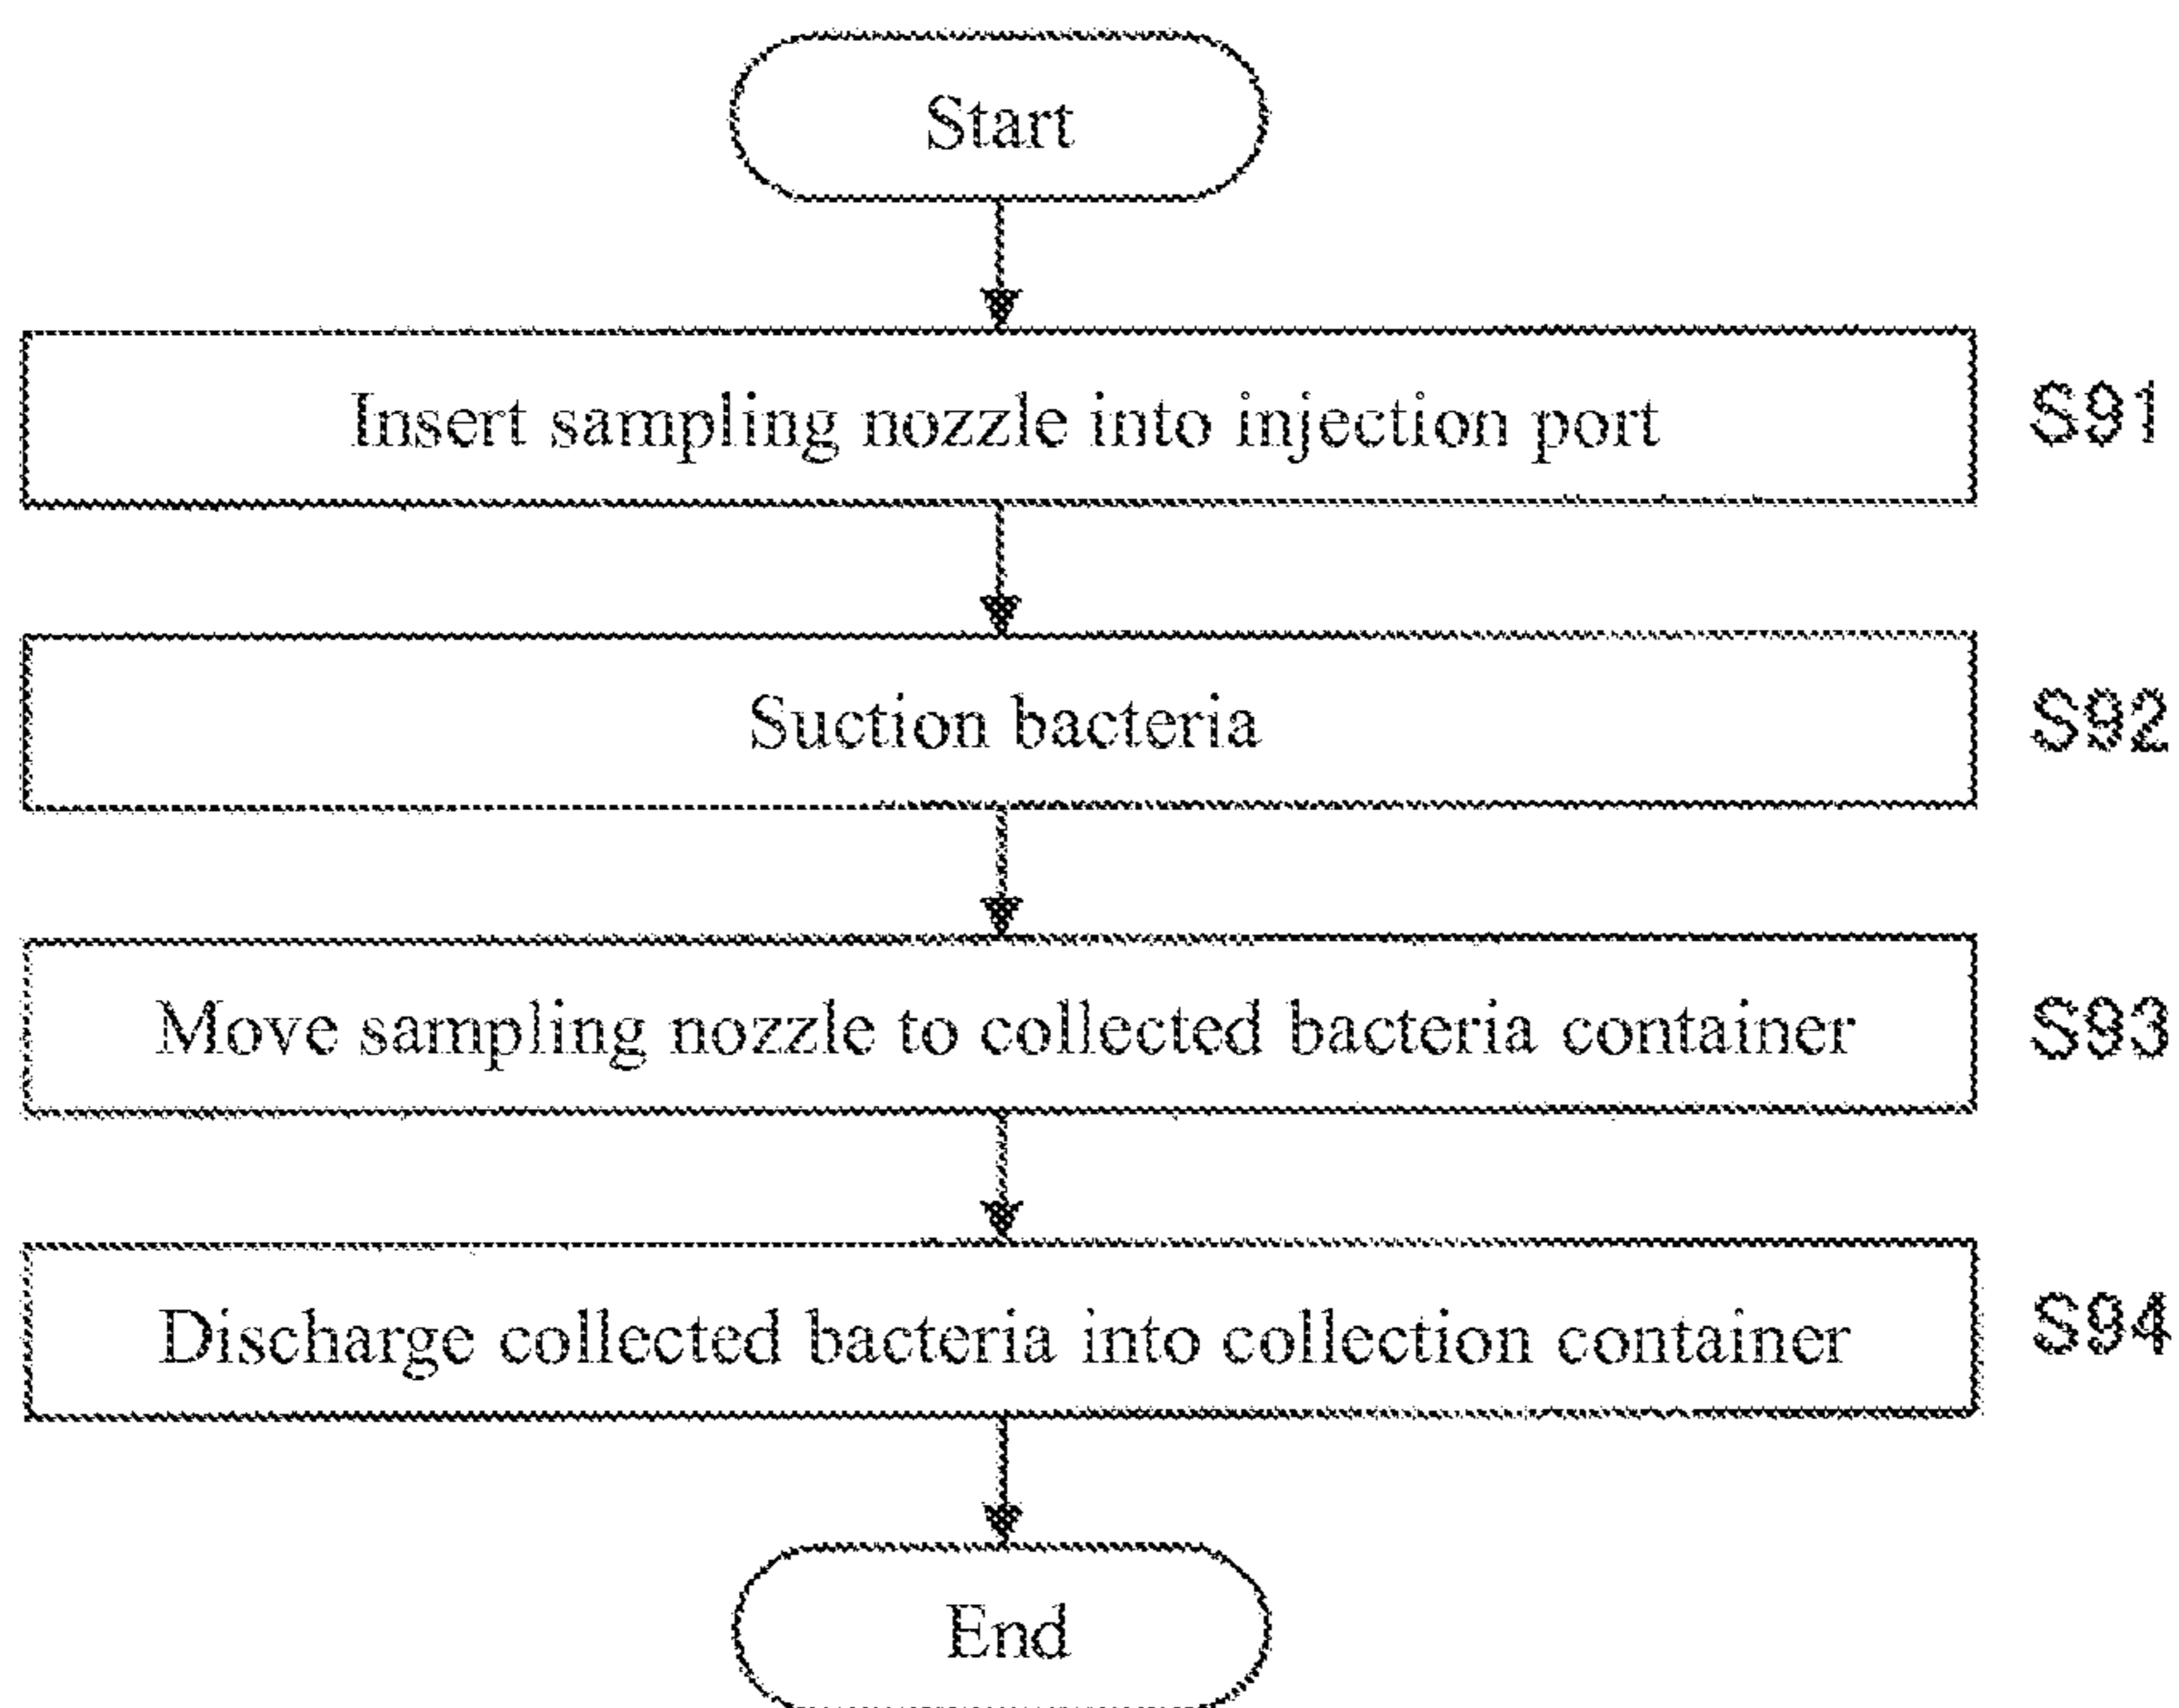 Start
Insert sampling nozzle into injection port
S91
Suction bacteria
S92
Move sampling nozzle to collected bacteria container
S93
Discharge collected bacteria into collection container
S94
End